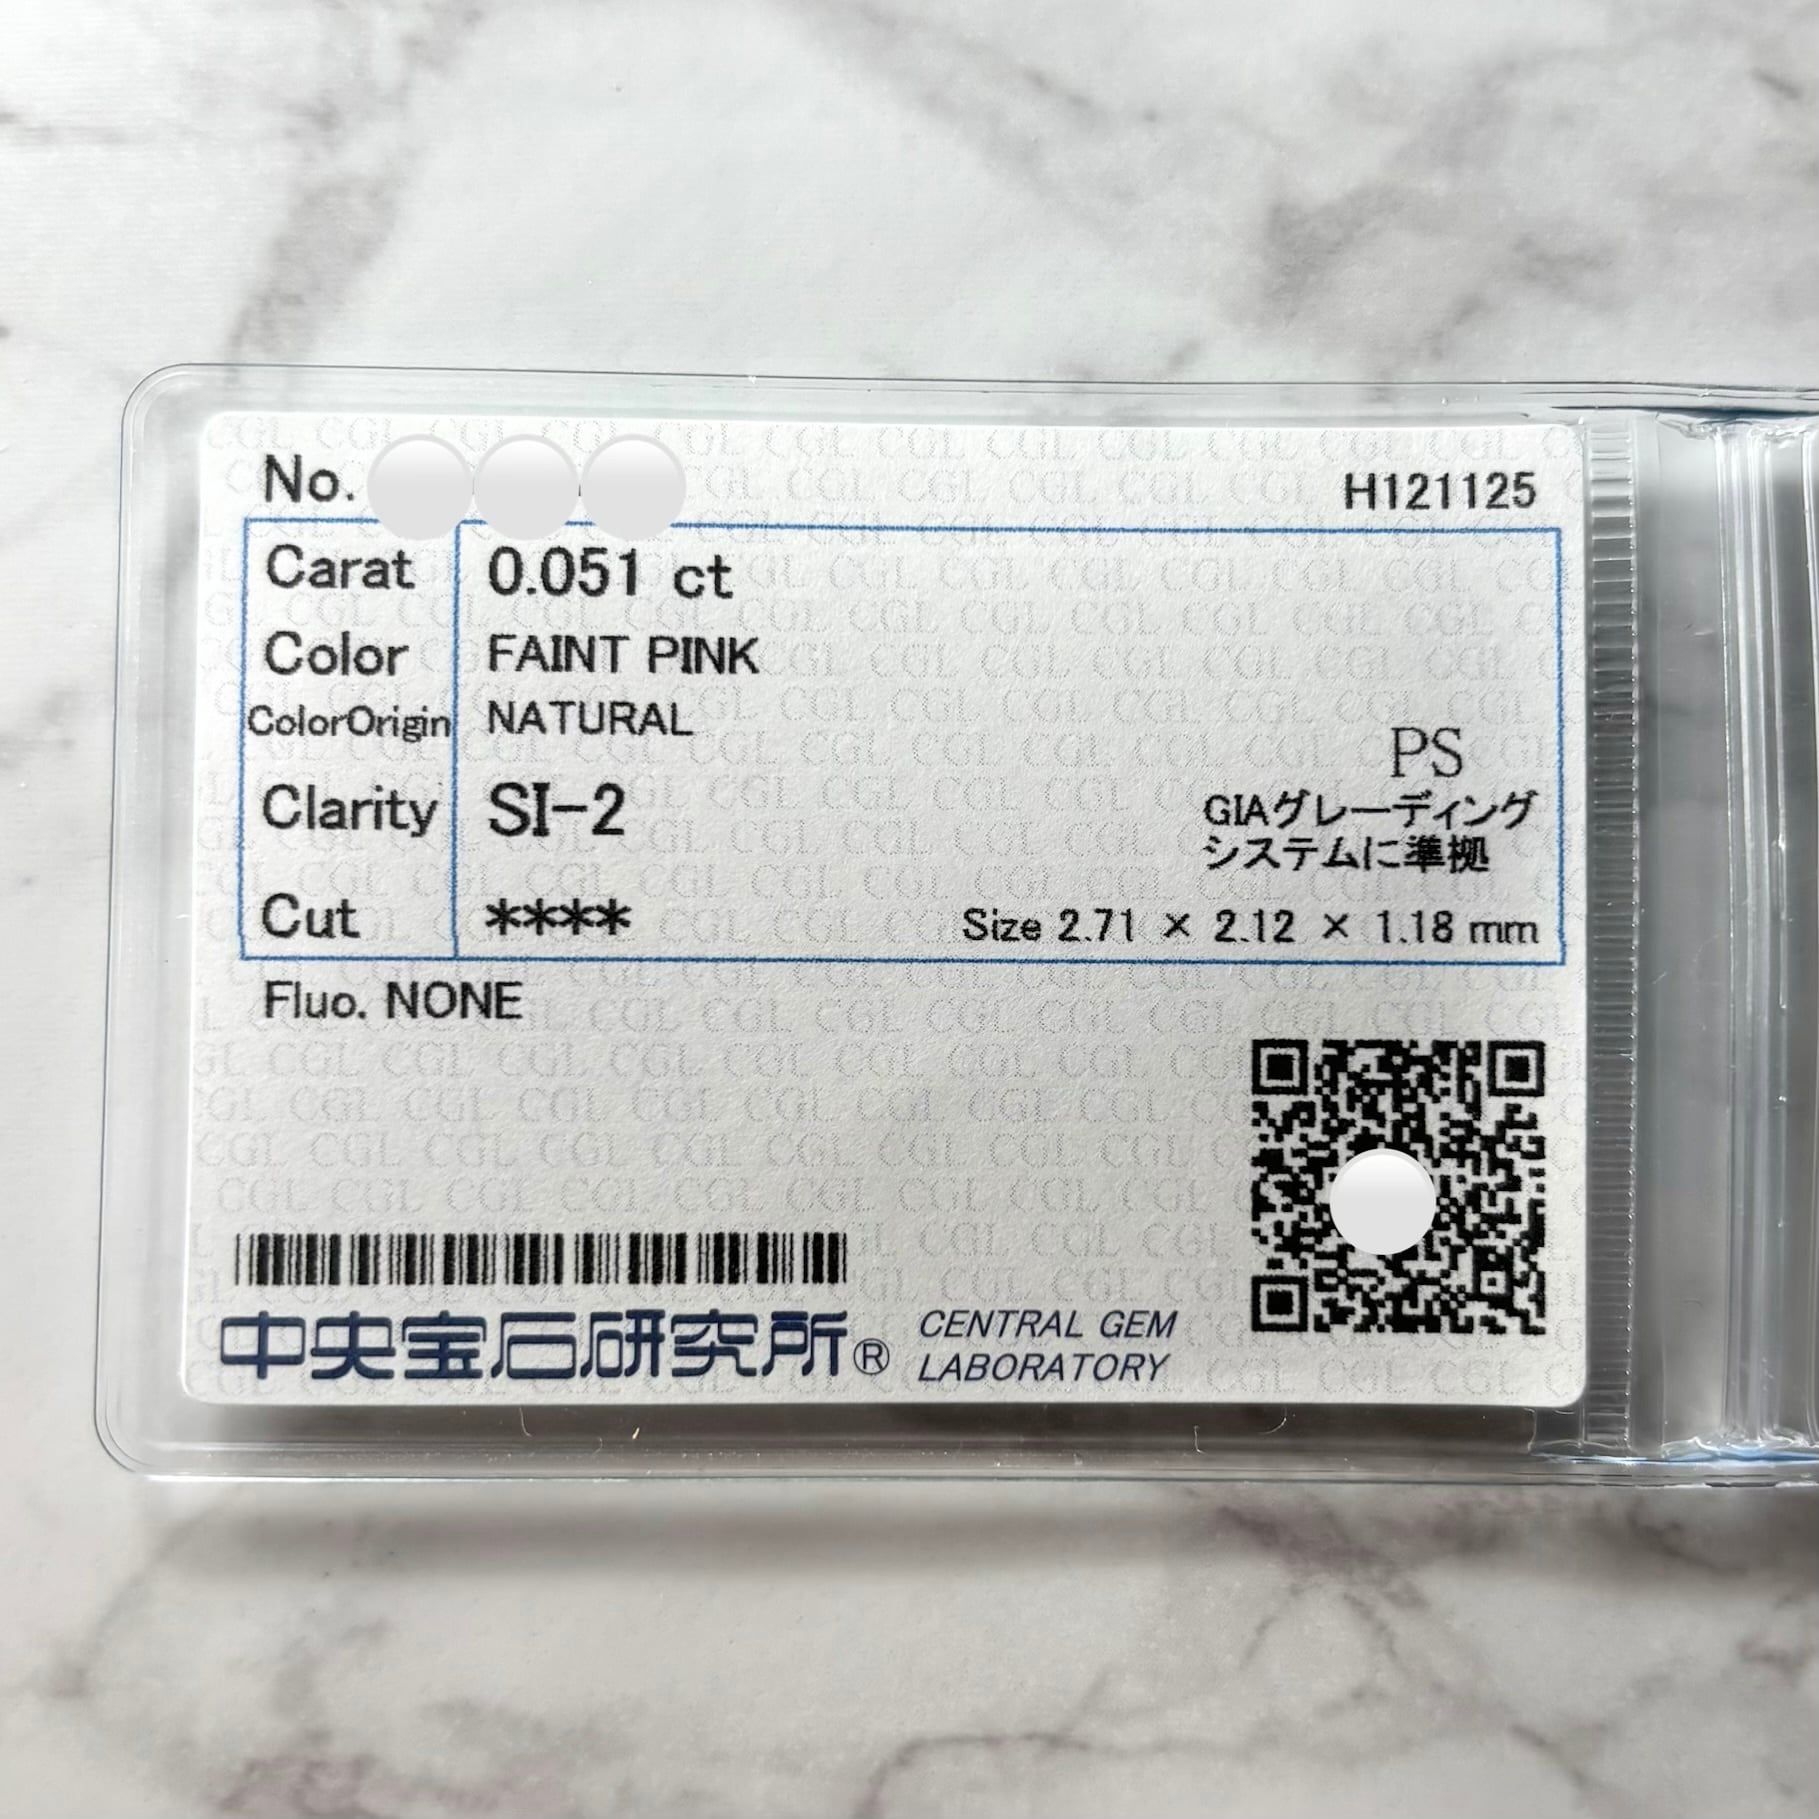 No. H121125
Carat 0.051 ct
Color FAINT PINK
ColorOrigin NATURAL
PS
Clarity SI-2
GIAグレーディング
システムに準拠
Cut ****
Size 2.71 × 2.12 × 1.18 mm
Fluo. NONE
中央宝石研究所®
CENTRAL GEM
LABORATORY